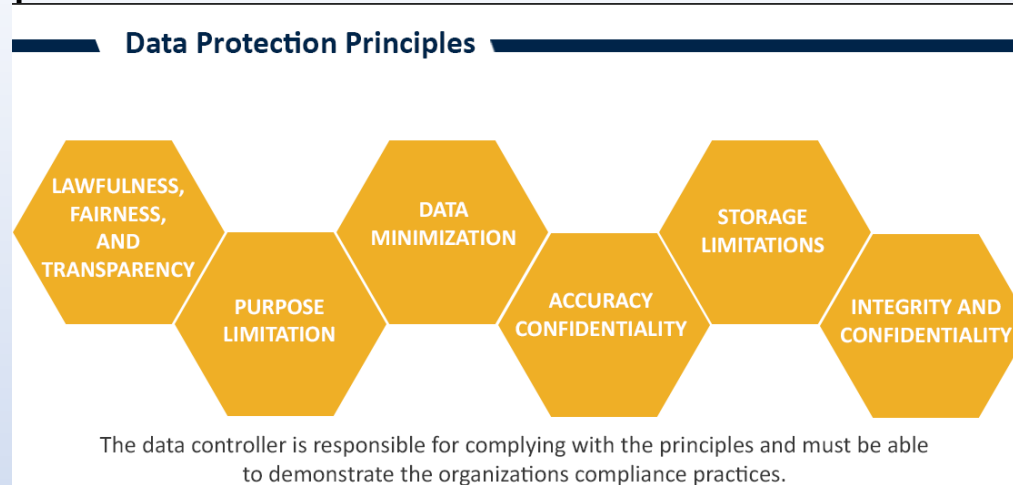 Data Protection Principles
LAWFULNESS,
FAIRNESS,
AND
TRANSPARENCY
PURPOSE
LIMITATION
DATA
MINIMIZATION
ACCURACY
CONFIDENTIALITY
STORAGE
LIMITATIONS
INTEGRITY AND
CONFIDENTIALITY
The data controller is responsible for complying with the principles and must be able
to demonstrate the organizations compliance practices.